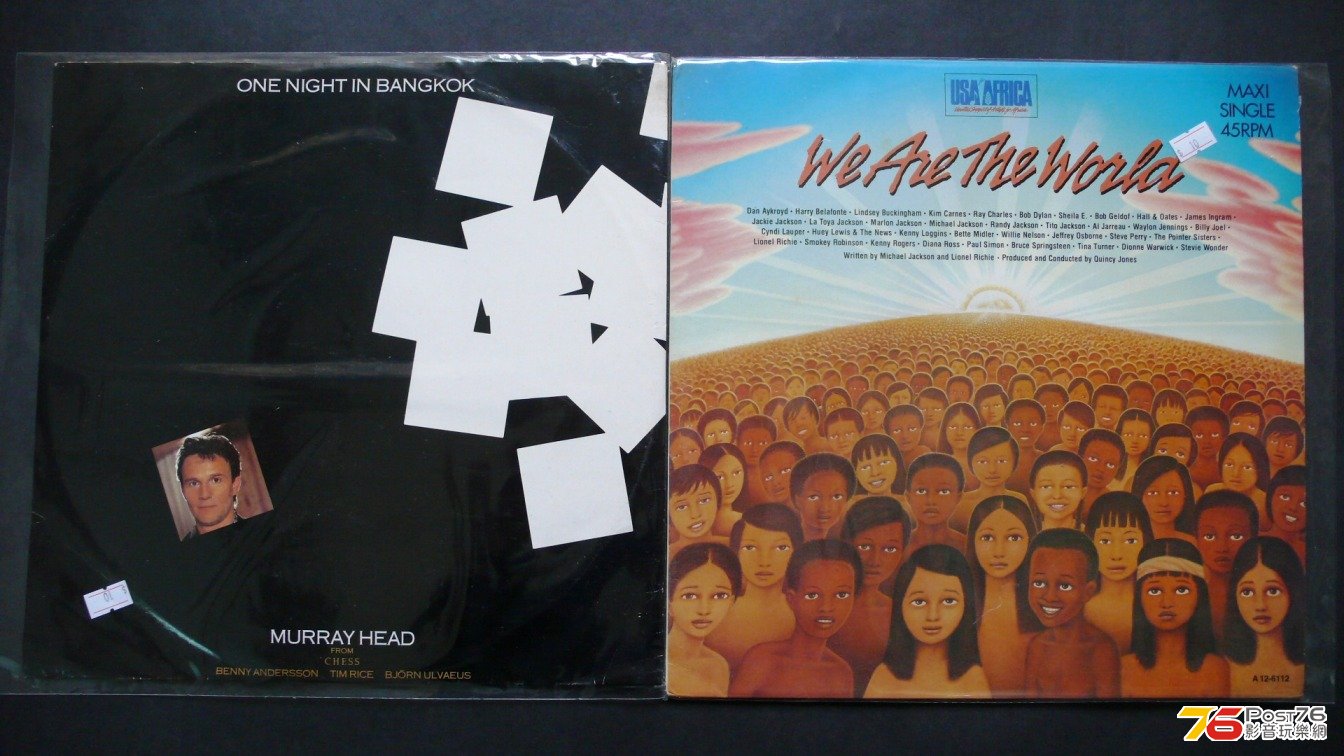 ONE NIGHT IN BANGKOK
MURRAY HEAD
FROM
CHESS
BENNY ANDERSSON TIM RICE BJÖRN ULVAEUS
USA AFRICA
MAXI
SINGLE
45RPM
We Are The World
Dan Aykroyd • Harry Belafonte • Lindsey Buckingham • Kim Carnes • Ray Charles • Bob Dylan • Sheila E. • Bob Geldof • Hall & Oates • James Ingram •
Jackie Jackson • La Toya Jackson • Marlon Jackson • Michael Jackson • Randy Jackson • Tito Jackson • Al Jarreau • Waylon Jennings • Billy Joel •
Cyndi Lauper • Huey Lewis & The News • Kenny Loggins • Bette Midler • Willie Nelson • Jeffrey Osborne • Steve Perry • The Pointer Sisters •
Lionel Richie • Smokey Robinson • Kenny Rogers • Diana Ross • Paul Simon • Bruce Springsteen • Tina Turner • Dionne Warwick • Stevie Wonder
Written by Michael Jackson and Lionel Richie • Produced and Conducted by Quincy Jones
A 12-6112
76 Post76
影音玩樂網